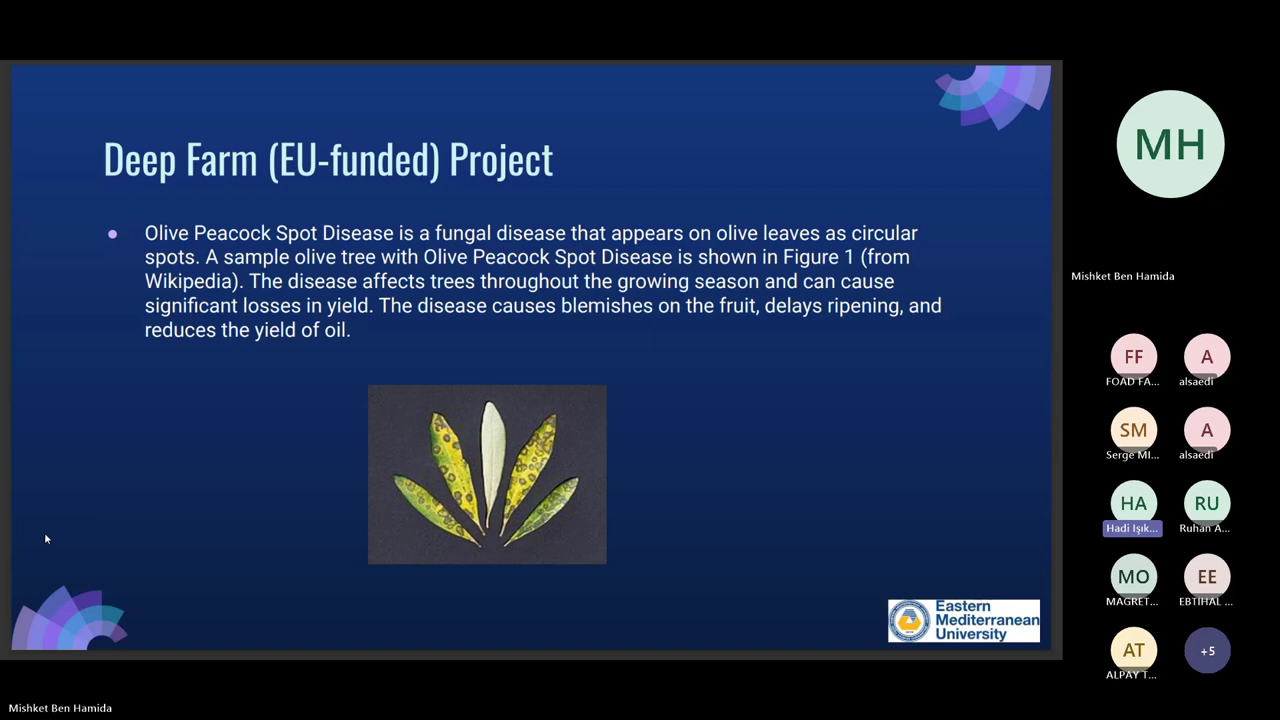 Deep Farm (EU-funded) Project
Olive Peacock Spot Disease is a fungal disease that appears on olive leaves as circular
spots. A sample olive tree with Olive Peacock Spot Disease is shown in Figure 1 (from
Wikipedia). The disease affects trees throughout the growing season and can cause
significant losses in yield. The disease causes blemishes on the fruit, delays ripening, and
reduces the yield of oil.
Eastern
Mediterranean
University
MH
Mishket Ben Hamida
FF
A
FOAD FA...
alsaedi
SM
A
Serge MI...
alsaedi
HA
RU
Hadi Işık...
Ruhan A...
MO
EE
MAGRET...
EBTIHAL ...
AT
+5
ALPAY T...
Mishket Ben Hamida